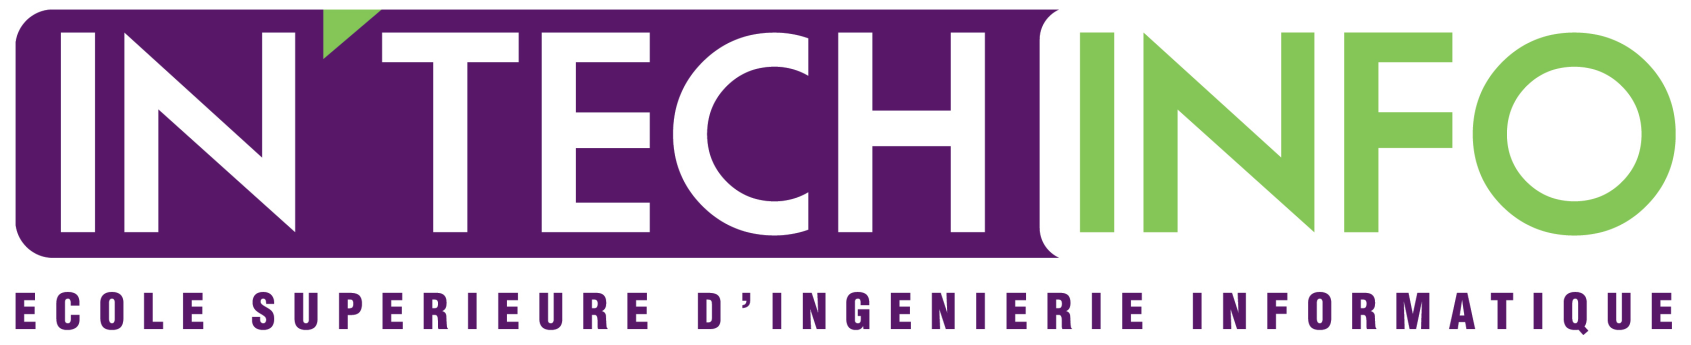 IN'TECH INFO
ECOLE SUPERIEURE D'INGENIERIE INFORMATIQUE